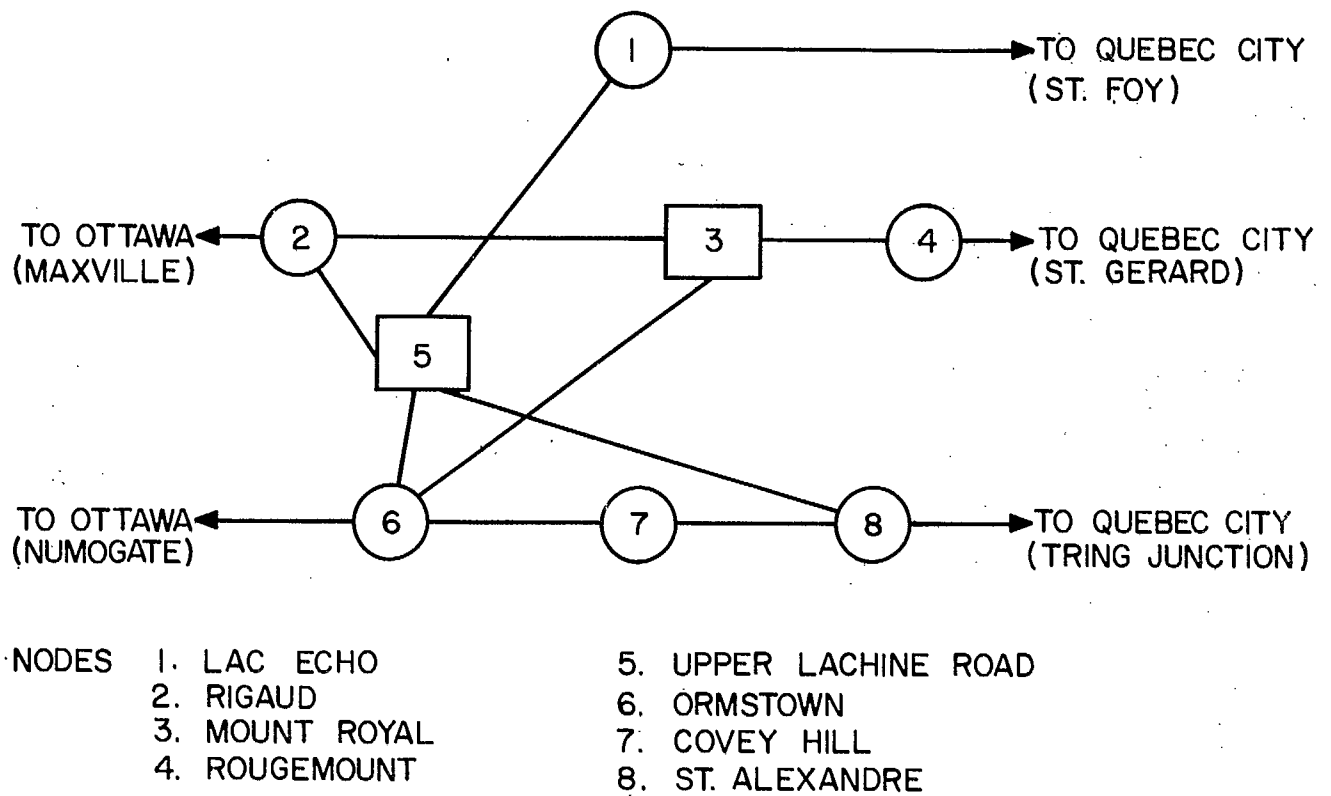 1
TO QUEBEC CITY
(ST. FOY)
TO OTTAWA
(MAXVILLE)
2
3
4
TO QUEBEC CITY
(ST. GERARD)
5
TO OTTAWA
(NUMOGATE)
6
7
8
TO QUEBEC CITY
(TRING JUNCTION)
NODES 1. LAC ECHO
2. RIGAUD
3. MOUNT ROYAL
4. ROUGEMOUNT
5. UPPER LACHINE ROAD
6. ORMSTOWN
7. COVEY HILL
8. ST. ALEXANDRE